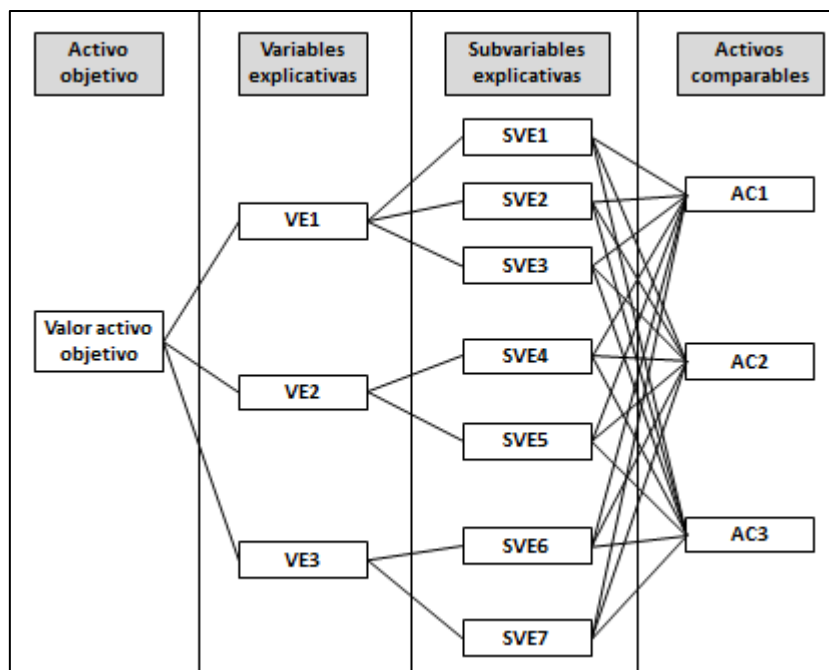 Activo
objetivo
Variables
explicativas
Subvariables
explicativas
Activos
comparables
SVE1
SVE2
SVE3
SVE4
SVE5
SVE6
SVE7
VE1
VE2
VE3
Valor activo
objetivo
AC1
AC2
AC3